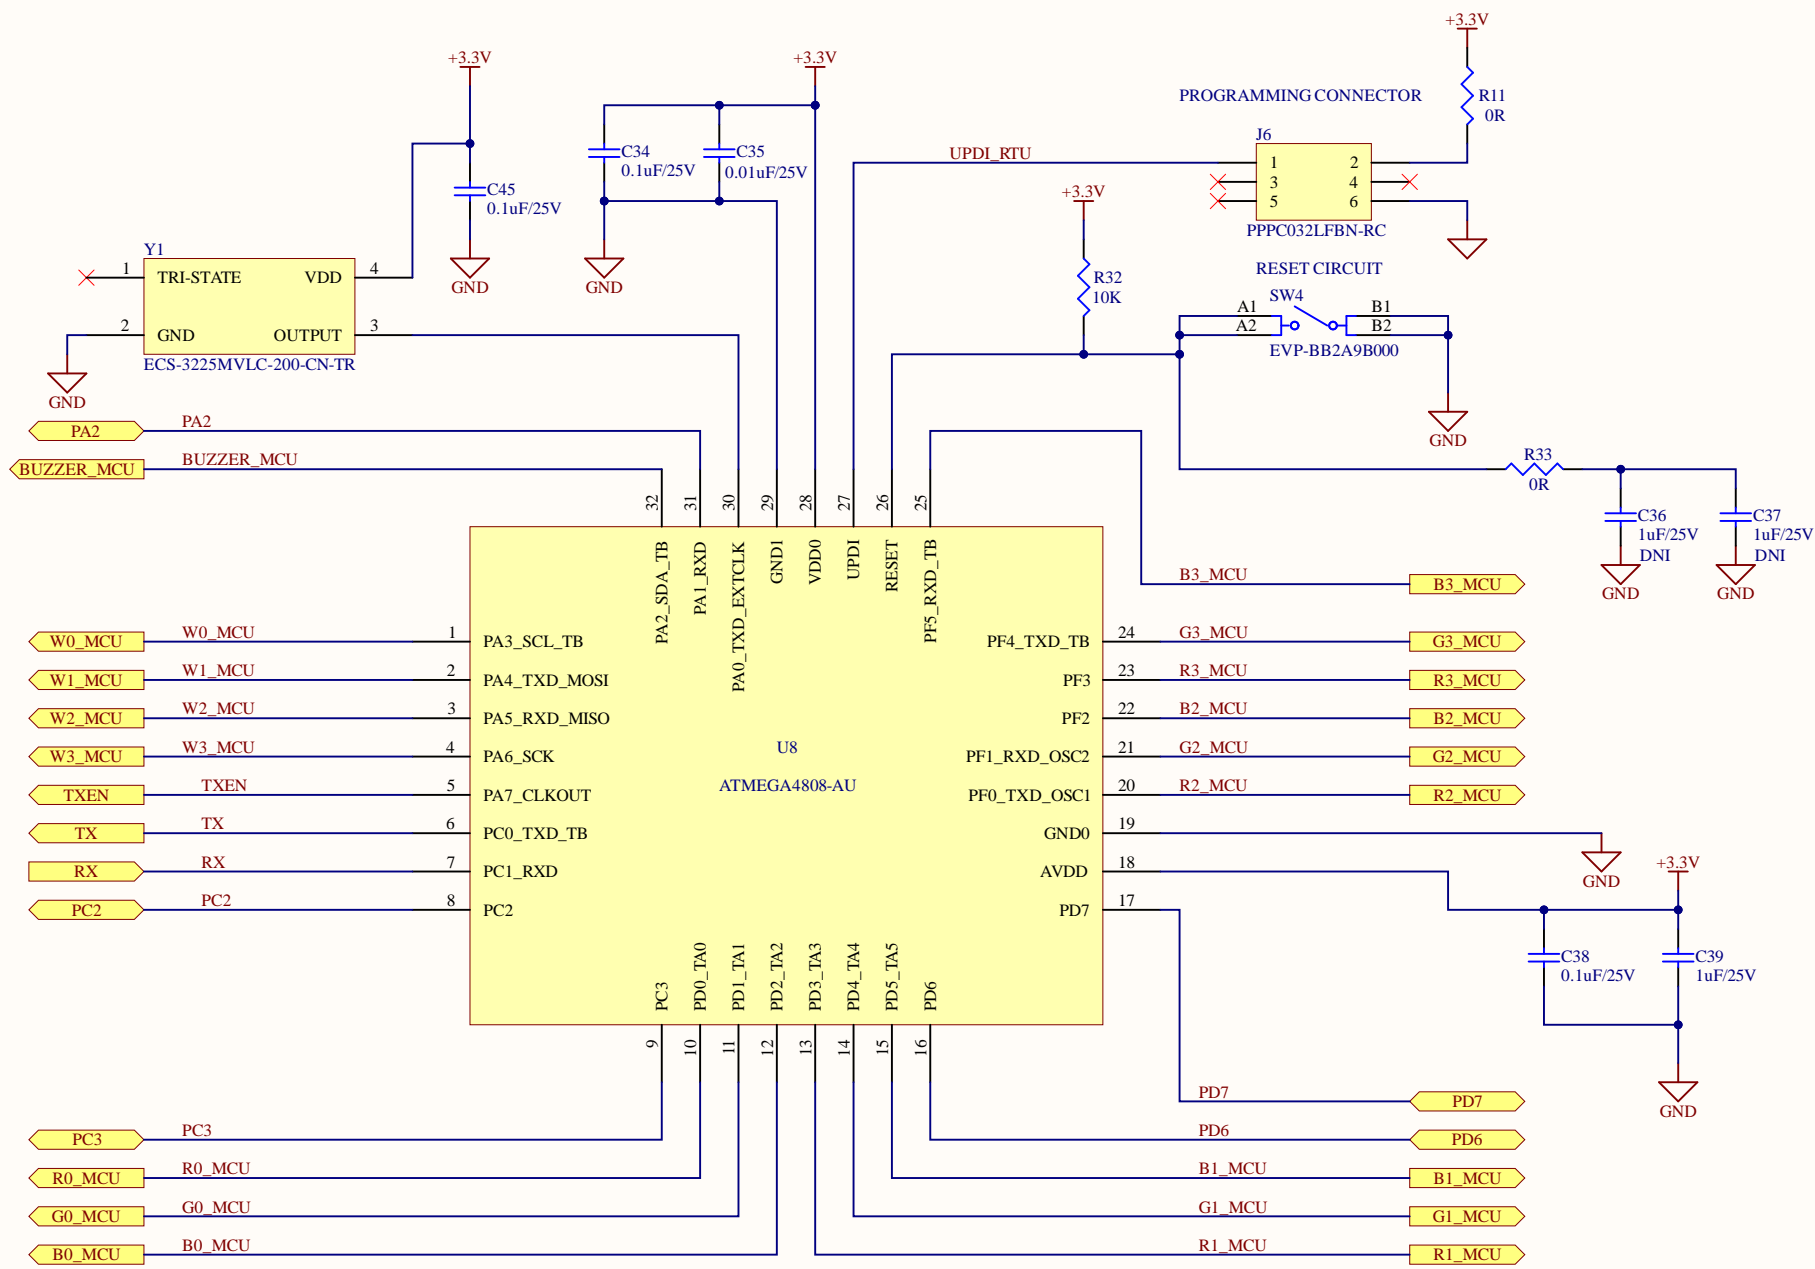 +3.3V
+3.3V
+3.3V
PROGRAMMING CONNECTOR
R11
0R
J6
1 2
3 4
5 6
PPPC032LFBN-RC
UPDI_RTU
C34
0.1uF/25V
C35
0.01uF/25V
C45
0.1uF/25V
+3.3V
R32
10K
RESET CIRCUIT
SW4
A1 B1
A2 B2
EVP-BB2A9B000
GND
GND
GND
Y1
1 TRI-STATE VDD 4
2 GND OUTPUT 3
ECS-3225MVLC-200-CN-TR
GND
R33
0R
C36
1uF/25V
DNI
C37
1uF/25V
DNI
GND
GND
PA2 PA2
BUZZER_MCU BUZZER_MCU
32 31 30 29 28 27 26 25
PA2_SDA_TB
PA1_RXD
PA0_TXD_EXTCLK
GND1
VDD0
UPDI
RESET
PF5_RXD_TB
B3_MCU B3_MCU
W0_MCU W0_MCU 1 PA3_SCL_TB
W1_MCU W1_MCU 2 PA4_TXD_MOSI
W2_MCU W2_MCU 3 PA5_RXD_MISO
W3_MCU W3_MCU 4 PA6_SCK
TXEN TXEN 5 PA7_CLKOUT
TX TX 6 PC0_TXD_TB
RX RX 7 PC1_RXD
PC2 PC2 8 PC2
U8
ATMEGA4808-AU
PF4_TXD_TB 24 G3_MCU G3_MCU
PF3 23 R3_MCU R3_MCU
PF2 22 B2_MCU B2_MCU
PF1_RXD_OSC2 21 G2_MCU G2_MCU
PF0_TXD_OSC1 20 R2_MCU R2_MCU
GND0 19
GND
AVDD 18
+3.3V
PD7 17
C38
0.1uF/25V
C39
1uF/25V
GND
PC3
PD0_TA0
PD1_TA1
PD2_TA2
PD3_TA3
PD4_TA4
PD5_TA5
PD6
9 10 11 12 13 14 15 16
PC3 PC3
R0_MCU R0_MCU
G0_MCU G0_MCU
B0_MCU B0_MCU
PD7 PD7
PD6 PD6
B1_MCU B1_MCU
G1_MCU G1_MCU
R1_MCU R1_MCU